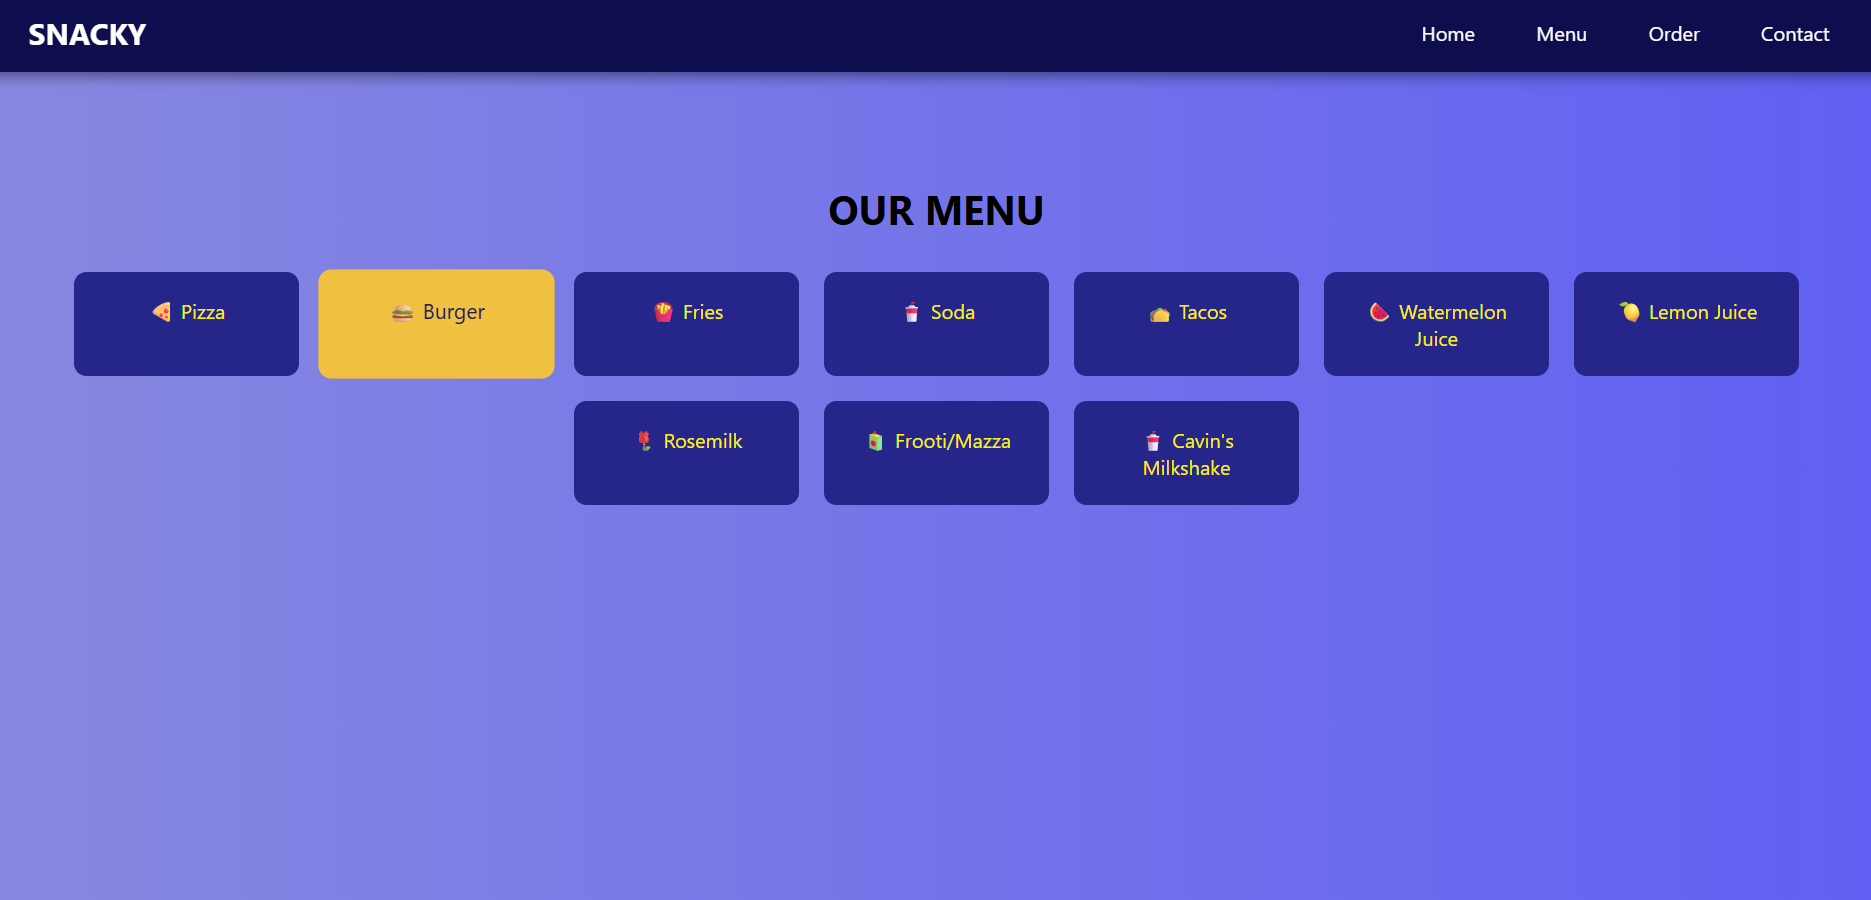 SNACKY
Home Menu Order Contact
OUR MENU
🍕 Pizza
🍔 Burger
🍟 Fries
🥤 Soda
🌮 Tacos
🍉 Watermelon
Juice
🍋 Lemon Juice
🌹 Rosemilk
🧃 Frooti/Mazza
🥤 Cavin's
Milkshake